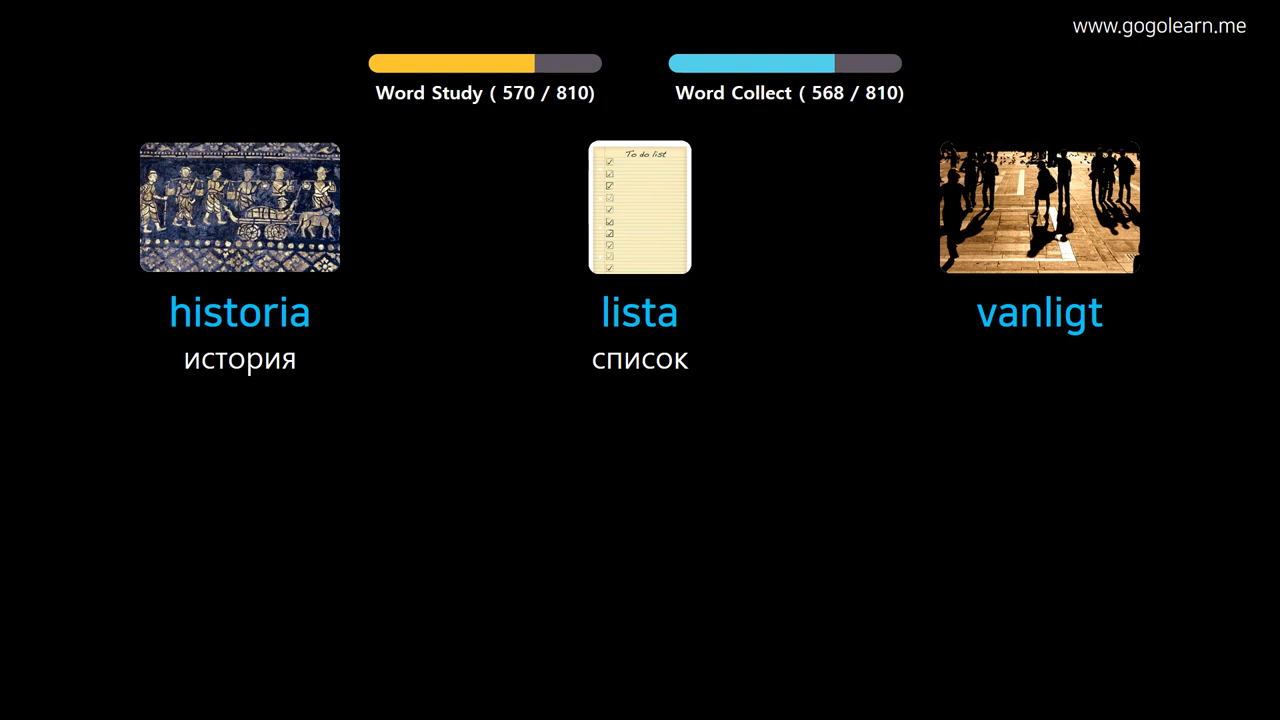 www.gogolearn.me
Word Study ( 570 / 810)
Word Collect ( 568 / 810)
To do list
historia
lista
vanligt
история
список